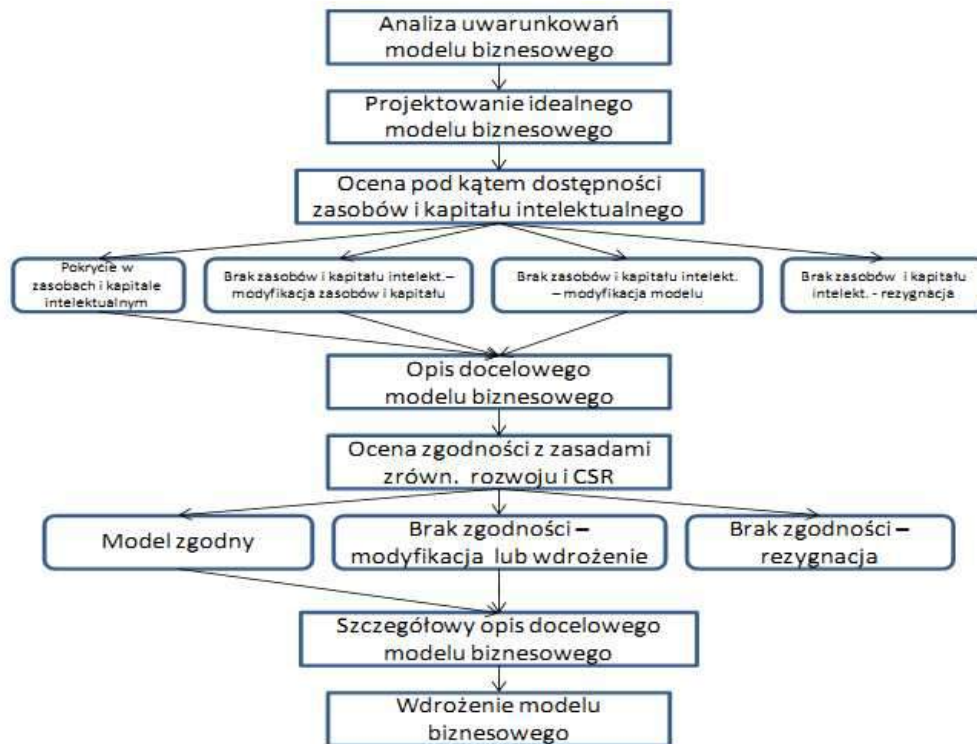 Analiza uwarunkowań
modelu biznesowego
Projektowanie idealnego
modelu biznesowego
Ocena pod kątem dostępności
zasobów i kapitału intelektualnego
Pokrycie w
zasobach i kapitale
intelektualnym
Brak zasobów i kapitału intelekt. –
modyfikacja zasobów i kapitału
Brak zasobów i kapitału intelekt.
– modyfikacja modelu
Brak zasobów i kapitału
intelekt. - rezygnacja
Opis docelowego
modelu biznesowego
Ocena zgodności z zasadami
zrówn. rozwoju i CSR
Model zgodny
Brak zgodności –
modyfikacja lub wdrożenie
Brak zgodności –
rezygnacja
Szczegółowy opis docelowego
modelu biznesowego
Wdrożenie modelu
biznesowego